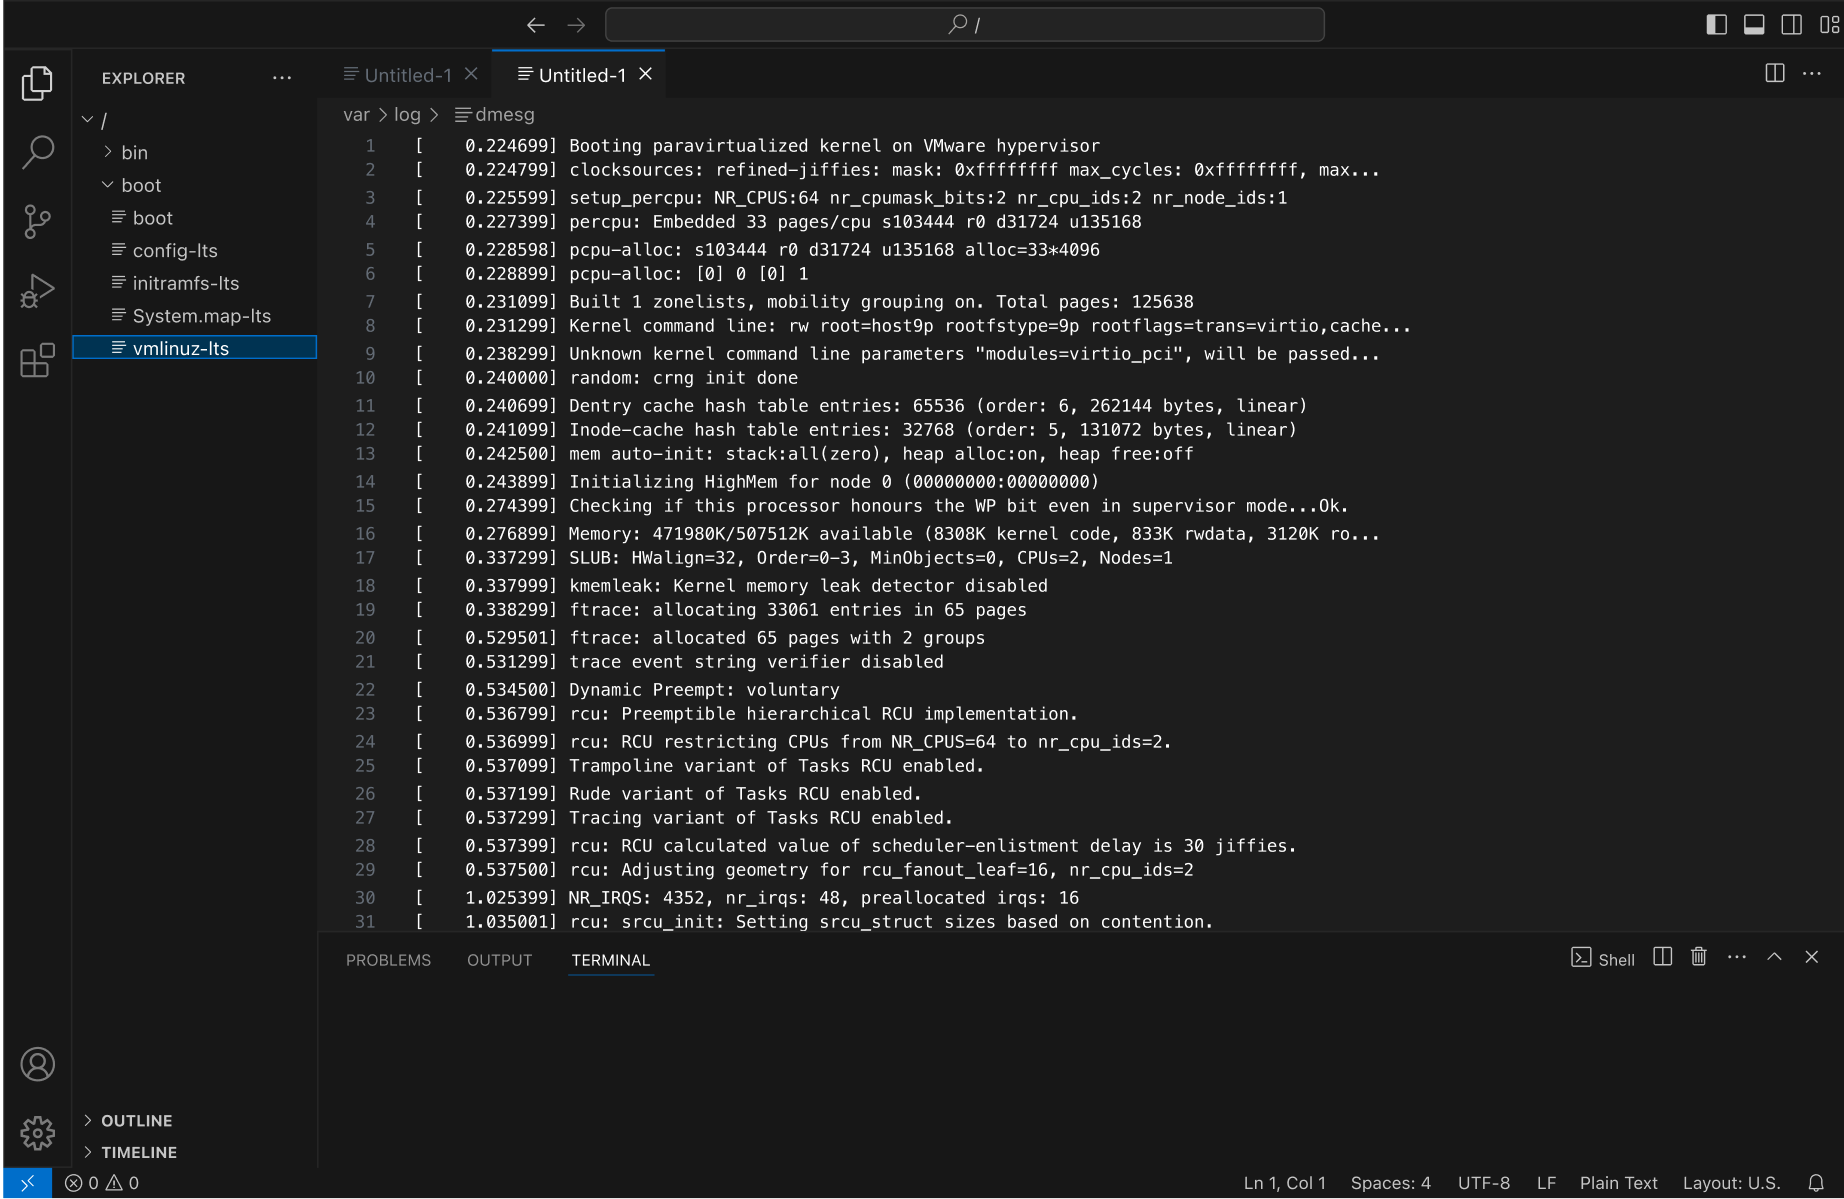 /
EXPLORER
Untitled-1
Untitled-1
/
bin
boot
boot
config-lts
initramfs-lts
System.map-lts
vmlinuz-lts
var > log > dmesg
1 [ 0.224699] Booting paravirtualized kernel on VMware hypervisor
2 [ 0.224799] clocksources: refined-jiffies: mask: 0xffffffff max_cycles: 0xffffffff, max...
3 [ 0.225599] setup_percpu: NR_CPUS:64 nr_cpumask_bits:2 nr_cpu_ids:2 nr_node_ids:1
4 [ 0.227399] percpu: Embedded 33 pages/cpu s103444 r0 d31724 u135168
5 [ 0.228598] pcpu-alloc: s103444 r0 d31724 u135168 alloc=33*4096
6 [ 0.228899] pcpu-alloc: [0] 0 [0] 1
7 [ 0.231099] Built 1 zonelists, mobility grouping on. Total pages: 125638
8 [ 0.231299] Kernel command line: rw root=host9p rootfstype=9p rootflags=trans=virtio,cache...
9 [ 0.238299] Unknown kernel command line parameters "modules=virtio_pci", will be passed...
10 [ 0.240000] random: crng init done
11 [ 0.240699] Dentry cache hash table entries: 65536 (order: 6, 262144 bytes, linear)
12 [ 0.241099] Inode-cache hash table entries: 32768 (order: 5, 131072 bytes, linear)
13 [ 0.242500] mem auto-init: stack:all(zero), heap alloc:on, heap free:off
14 [ 0.243899] Initializing HighMem for node 0 (00000000:00000000)
15 [ 0.274399] Checking if this processor honours the WP bit even in supervisor mode...Ok.
16 [ 0.276899] Memory: 471980K/507512K available (8308K kernel code, 833K rwdata, 3120K ro...
17 [ 0.337299] SLUB: HWalign=32, Order=0-3, MinObjects=0, CPUs=2, Nodes=1
18 [ 0.337999] kmemleak: Kernel memory leak detector disabled
19 [ 0.338299] ftrace: allocating 33061 entries in 65 pages
20 [ 0.529501] ftrace: allocated 65 pages with 2 groups
21 [ 0.531299] trace event string verifier disabled
22 [ 0.534500] Dynamic Preempt: voluntary
23 [ 0.536799] rcu: Preemptible hierarchical RCU implementation.
24 [ 0.536999] rcu: RCU restricting CPUs from NR_CPUS=64 to nr_cpu_ids=2.
25 [ 0.537099] Trampoline variant of Tasks RCU enabled.
26 [ 0.537199] Rude variant of Tasks RCU enabled.
27 [ 0.537299] Tracing variant of Tasks RCU enabled.
28 [ 0.537399] rcu: RCU calculated value of scheduler-enlistment delay is 30 jiffies.
29 [ 0.537500] rcu: Adjusting geometry for rcu_fanout_leaf=16, nr_cpu_ids=2
30 [ 1.025399] NR_IRQS: 4352, nr_irqs: 48, preallocated irqs: 16
31 [ 1.035001] rcu: srcu_init: Setting srcu_struct sizes based on contention.
PROBLEMS OUTPUT TERMINAL
Shell
OUTLINE
TIMELINE
0 0
Ln 1, Col 1 Spaces: 4 UTF-8 LF Plain Text Layout: U.S.